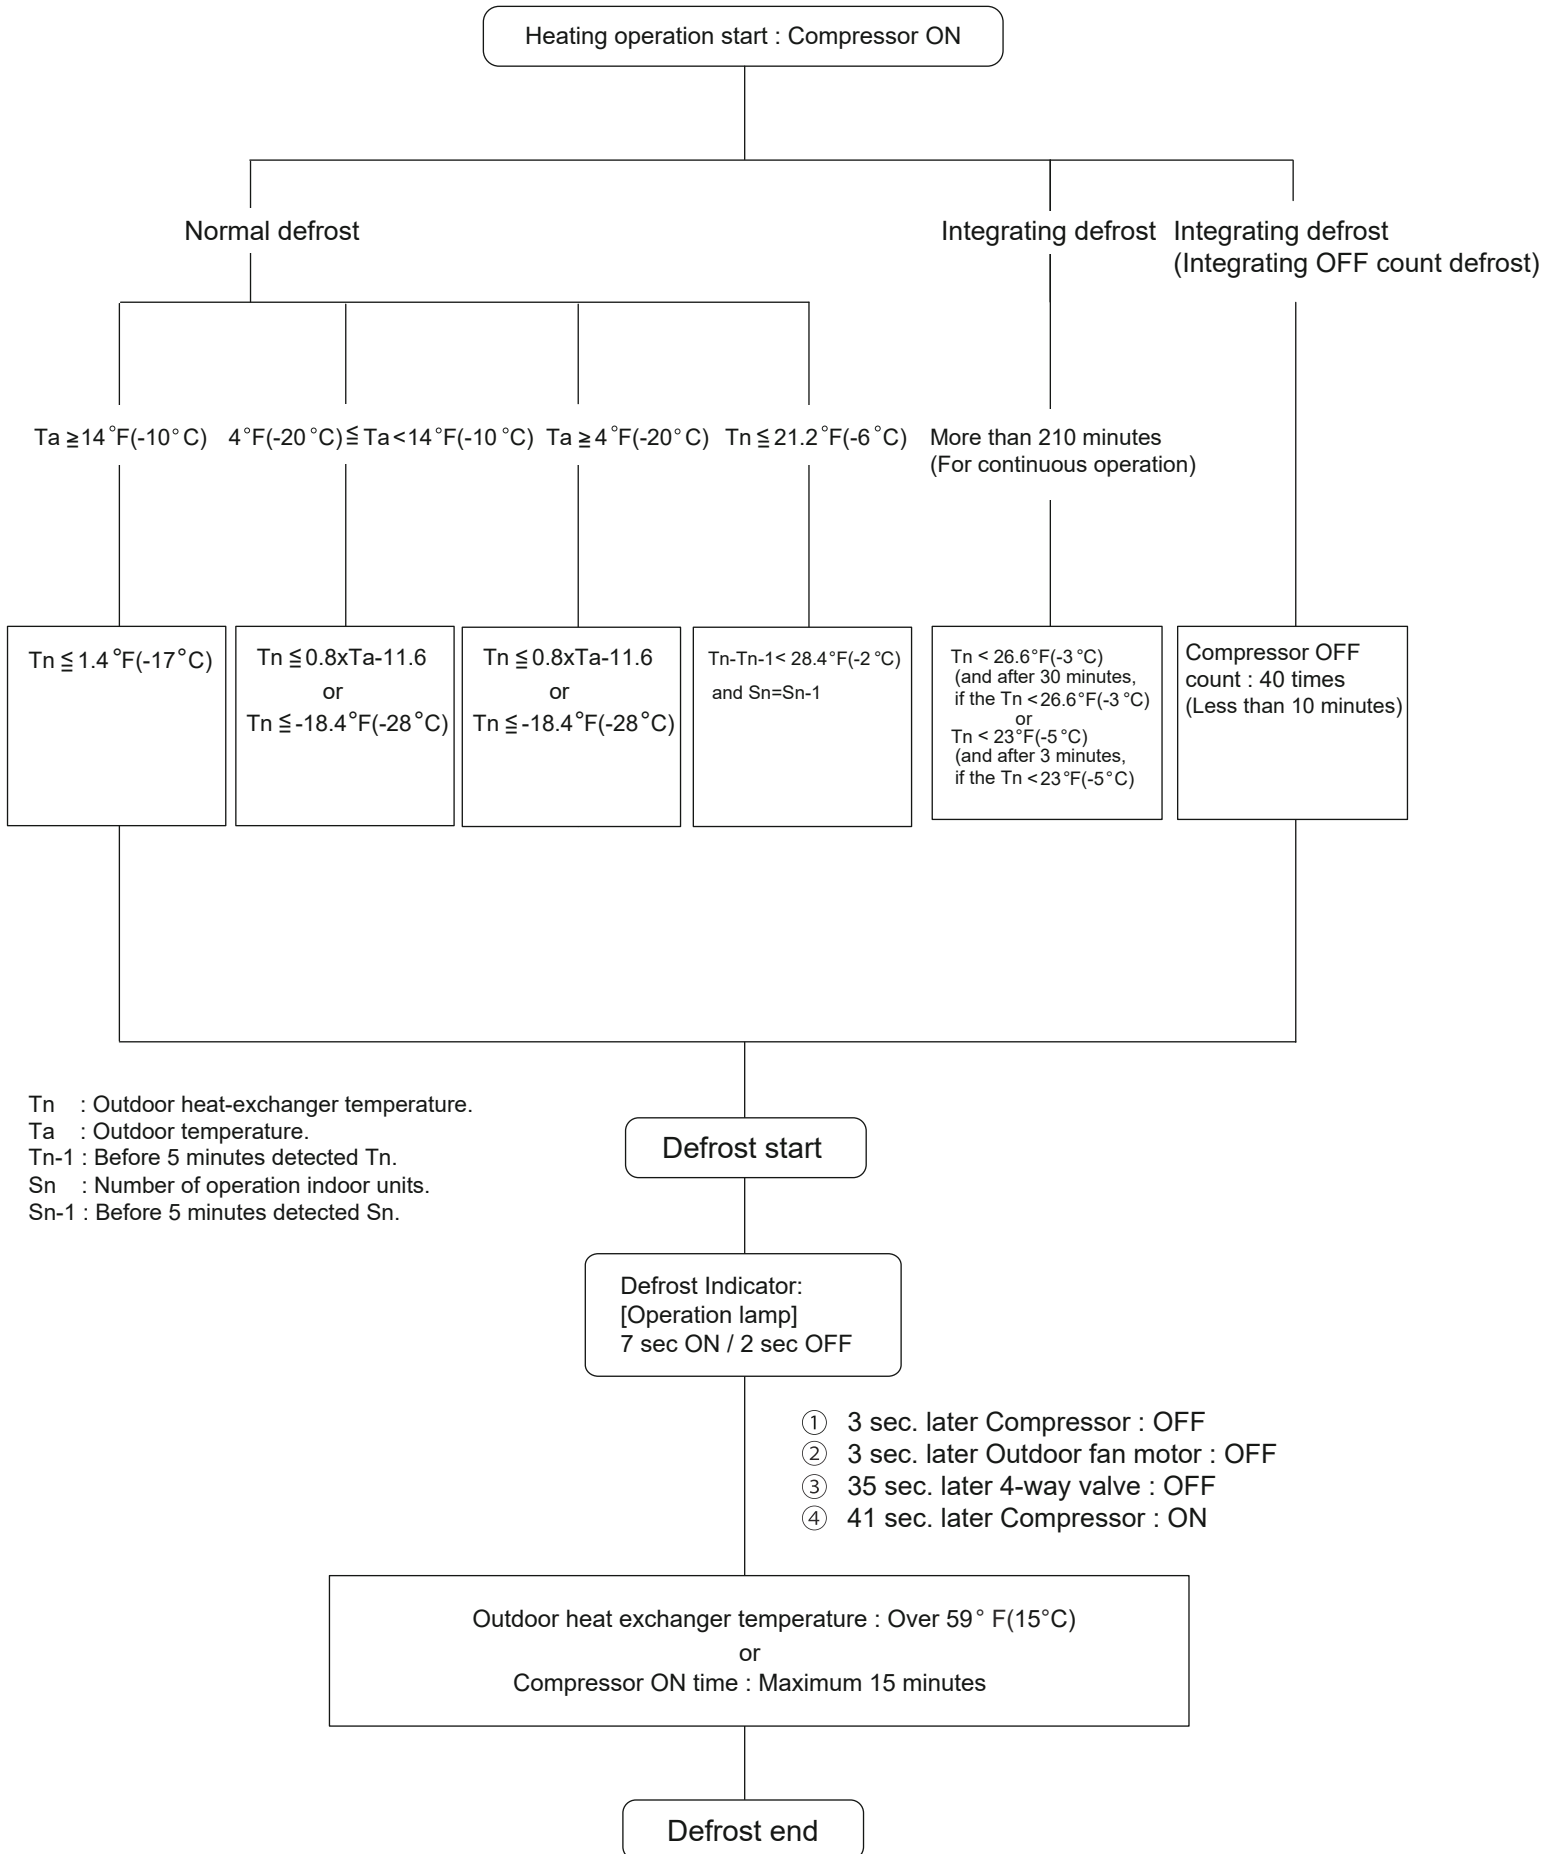 Heating operation start : Compressor ON
Normal defrost
Integrating defrost
Integrating defrost
(Integrating OFF count defrost)
Ta ≧14°F(-10°C)
4°F(-20°C)≦ Ta<14°F(-10°C)
Ta ≧4°F(-20°C)
Tn ≦21.2°F(-6°C)
More than 210 minutes
(For continuous operation)
Tn ≦1.4°F(-17°C)
Tn ≦0.8xTa-11.6
or
Tn ≦-18.4°F(-28°C)
Tn ≦0.8xTa-11.6
or
Tn ≦-18.4°F(-28°C)
Tn-Tn-1< 28.4°F(-2°C)
and Sn=Sn-1
Tn < 26.6°F(-3°C)
(and after 30 minutes,
if the Tn <26.6°F(-3°C)
or
Tn < 23°F(-5°C)
(and after 3 minutes,
if the Tn <23°F(-5°C)
Compressor OFF
count : 40 times
(Less than 10 minutes)
Tn : Outdoor heat-exchanger temperature.
Ta : Outdoor temperature.
Tn-1 : Before 5 minutes detected Tn.
Sn : Number of operation indoor units.
Sn-1 : Before 5 minutes detected Sn.
Defrost start
Defrost Indicator:
[Operation lamp]
7 sec ON / 2 sec OFF
① 3 sec. later Compressor : OFF
② 3 sec. later Outdoor fan motor : OFF
③ 35 sec. later 4-way valve : OFF
④ 41 sec. later Compressor : ON
Outdoor heat exchanger temperature : Over 59° F(15°C)
or
Compressor ON time : Maximum 15 minutes
Defrost end